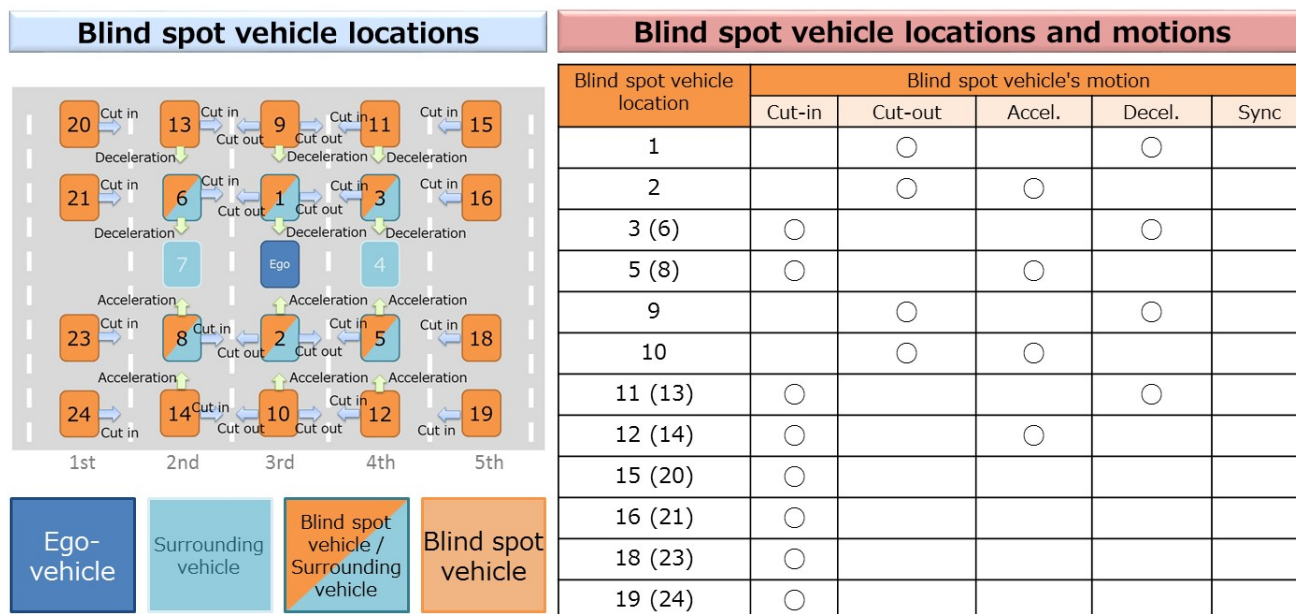 Blind spot vehicle locations
Cut in Cut in Cut in Cut in
20 13 9 11 15
Cut out Cut out
Deceleration Deceleration Deceleration
Cut in Cut in Cut in Cut in
21 6 1 3 16
Cut out Cut out
Deceleration Deceleration Deceleration
7 Ego 4
Acceleration Acceleration Acceleration
Cut in Cut in Cut in Cut in
23 8 2 5 18
Cut out Cut out
Acceleration Acceleration Acceleration
Cut in Cut in
24 14 10 12 19
Cut in Cut out Cut out Cut in
1st 2nd 3rd 4th 5th
Ego-
vehicle
Surrounding
vehicle
Blind spot
vehicle /
Surrounding
vehicle
Blind spot
vehicle
Blind spot vehicle locations and motions
Blind spot vehicle
location
Blind spot vehicle's motion
Cut-in Cut-out Accel. Decel. Sync
1 ○ ○
2 ○ ○
3 (6) ○ ○
5 (8) ○ ○
9 ○ ○
10 ○ ○
11 (13) ○ ○
12 (14) ○ ○
15 (20) ○
16 (21) ○
18 (23) ○
19 (24) ○